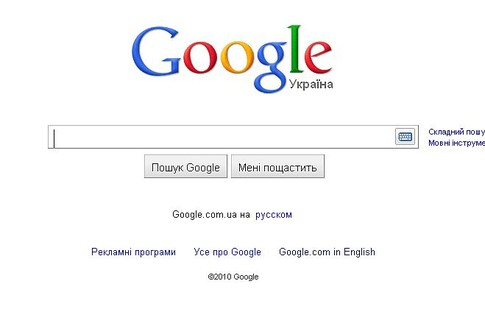 Google
Україна
Складний пошу
Мовні інструме
Пошук Google Мені пощастить
Google.com.ua на русском
Рекламні програми Усе про Google Google.com in English
©2010 Google